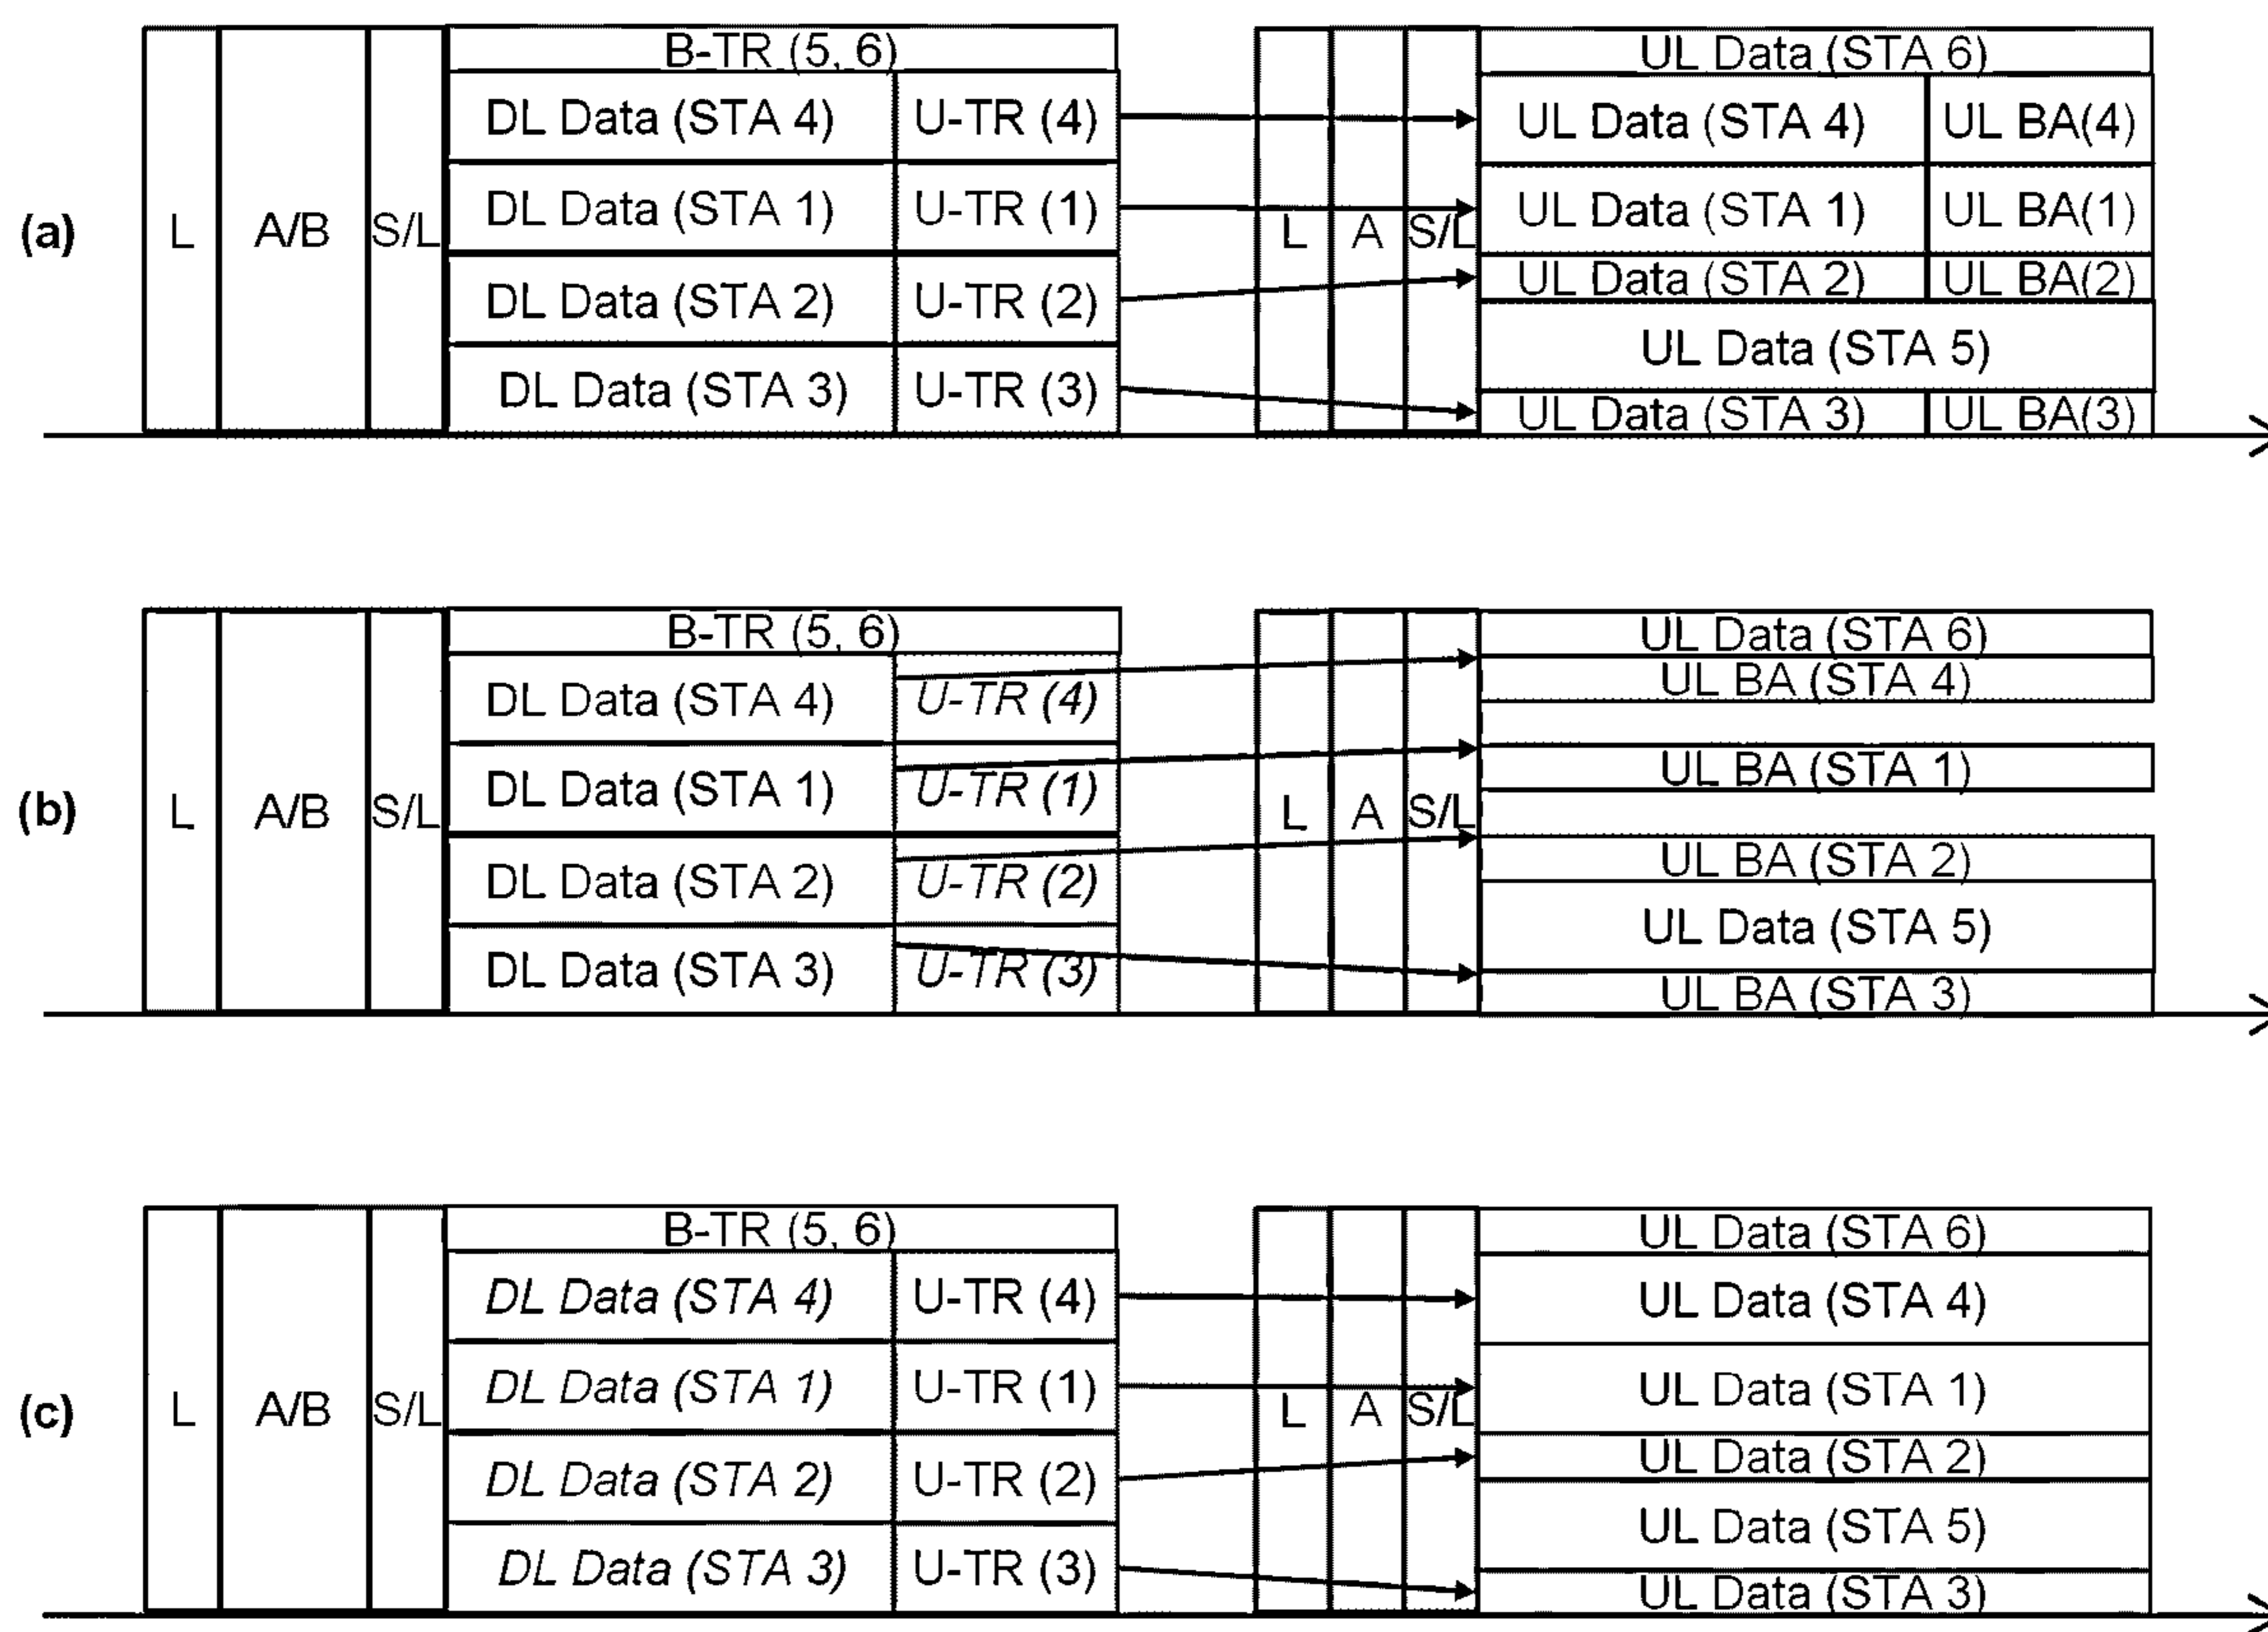 B-TR (5, 6) UL Data (STA 6)
DL Data (STA 4) U-TR (4) UL Data (STA 4) UL BA(4)
DL Data (STA 1) U-TR (1) UL Data (STA 1) UL BA(1)
(a) L A/B S/L L A S/L
DL Data (STA 2) U-TR (2) UL Data (STA 2) UL BA(2)
UL Data (STA 5)
DL Data (STA 3) U-TR (3) UL Data (STA 3) UL BA(3)
B-TR (5, 6) UL Data (STA 6)
DL Data (STA 4) U-TR (4) UL BA (STA 4)
DL Data (STA 1) U-TR (1) UL BA (STA 1)
(b) L A/B S/L L A S/L
DL Data (STA 2) U-TR (2) UL BA (STA 2)
UL Data (STA 5)
DL Data (STA 3) U-TR (3) UL BA (STA 3)
B-TR (5, 6) UL Data (STA 6)
DL Data (STA 4) U-TR (4) UL Data (STA 4)
DL Data (STA 1) U-TR (1) UL Data (STA 1)
(c) L A/B S/L L A S/L
DL Data (STA 2) U-TR (2) UL Data (STA 2)
UL Data (STA 5)
DL Data (STA 3) U-TR (3) UL Data (STA 3)